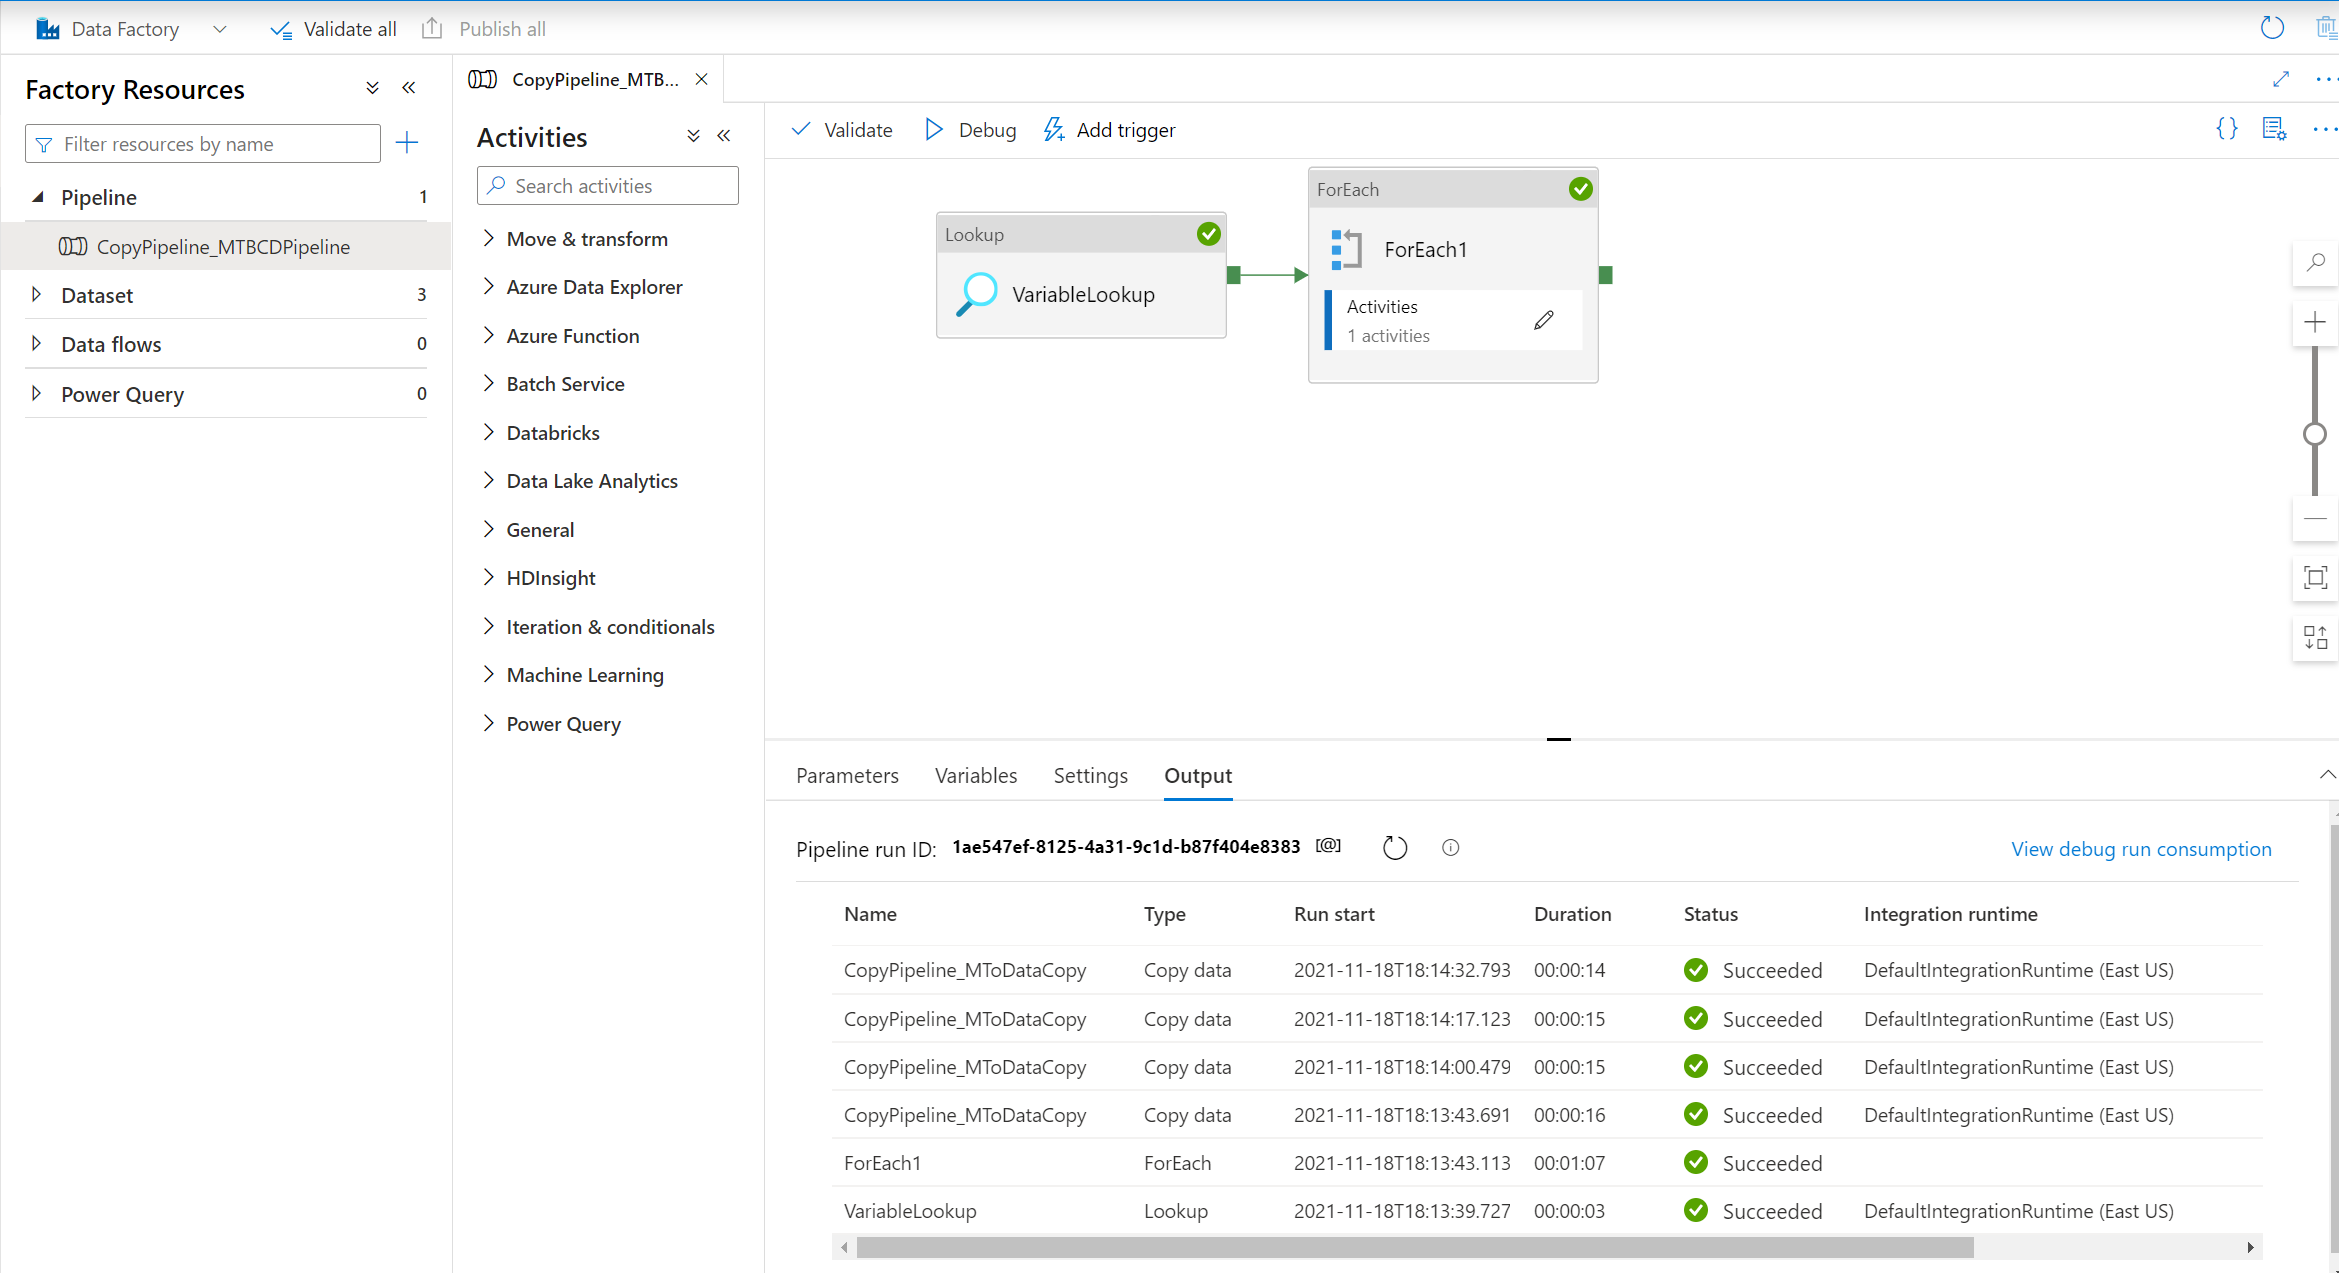 Data Factory
Validate all
Publish all
Factory Resources
Filter resources by name
Pipeline 1
CopyPipeline_MTBCDPipeline
Dataset 3
Data flows 0
Power Query 0
CopyPipeline_MTB...
Activities
Search activities
Move & transform
Azure Data Explorer
Azure Function
Batch Service
Databricks
Data Lake Analytics
General
HDInsight
Iteration & conditionals
Machine Learning
Power Query
Validate
Debug
Add trigger
Lookup
VariableLookup
ForEach
ForEach1
Activities
1 activities
Parameters Variables Settings Output
Pipeline run ID: 1ae547ef-8125-4a31-9c1d-b87f404e8383 [@]
View debug run consumption
Name Type Run start Duration Status Integration runtime
CopyPipeline_MToDataCopy Copy data 2021-11-18T18:14:32.793 00:00:14 Succeeded DefaultIntegrationRuntime (East US)
CopyPipeline_MToDataCopy Copy data 2021-11-18T18:14:17.123 00:00:15 Succeeded DefaultIntegrationRuntime (East US)
CopyPipeline_MToDataCopy Copy data 2021-11-18T18:14:00.479 00:00:15 Succeeded DefaultIntegrationRuntime (East US)
CopyPipeline_MToDataCopy Copy data 2021-11-18T18:13:43.691 00:00:16 Succeeded DefaultIntegrationRuntime (East US)
ForEach1 ForEach 2021-11-18T18:13:43.113 00:01:07 Succeeded
VariableLookup Lookup 2021-11-18T18:13:39.727 00:00:03 Succeeded DefaultIntegrationRuntime (East US)